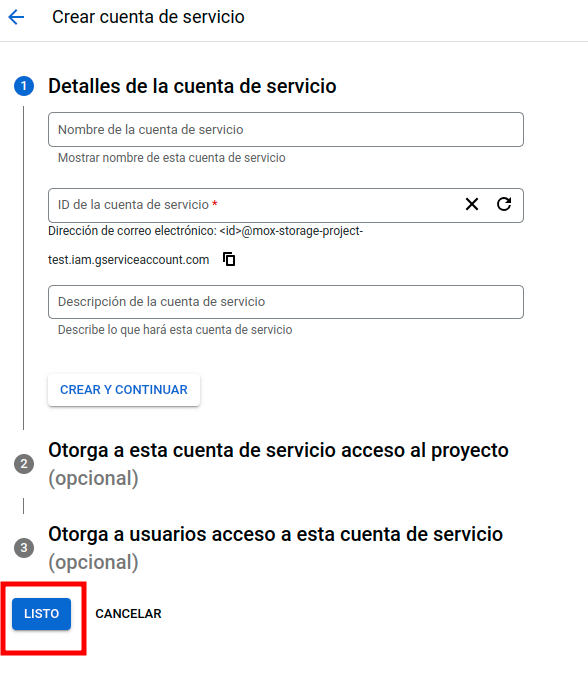 Crear cuenta de servicio
1 Detalles de la cuenta de servicio
Nombre de la cuenta de servicio
Mostrar nombre de esta cuenta de servicio
ID de la cuenta de servicio *
Dirección de correo electrónico: <id>@mox-storage-project-
test.iam.gserviceaccount.com
Descripción de la cuenta de servicio
Describe lo que hará esta cuenta de servicio
CREAR Y CONTINUAR
2 Otorga a esta cuenta de servicio acceso al proyecto
(opcional)
3 Otorga a usuarios acceso a esta cuenta de servicio
(opcional)
LISTO CANCELAR